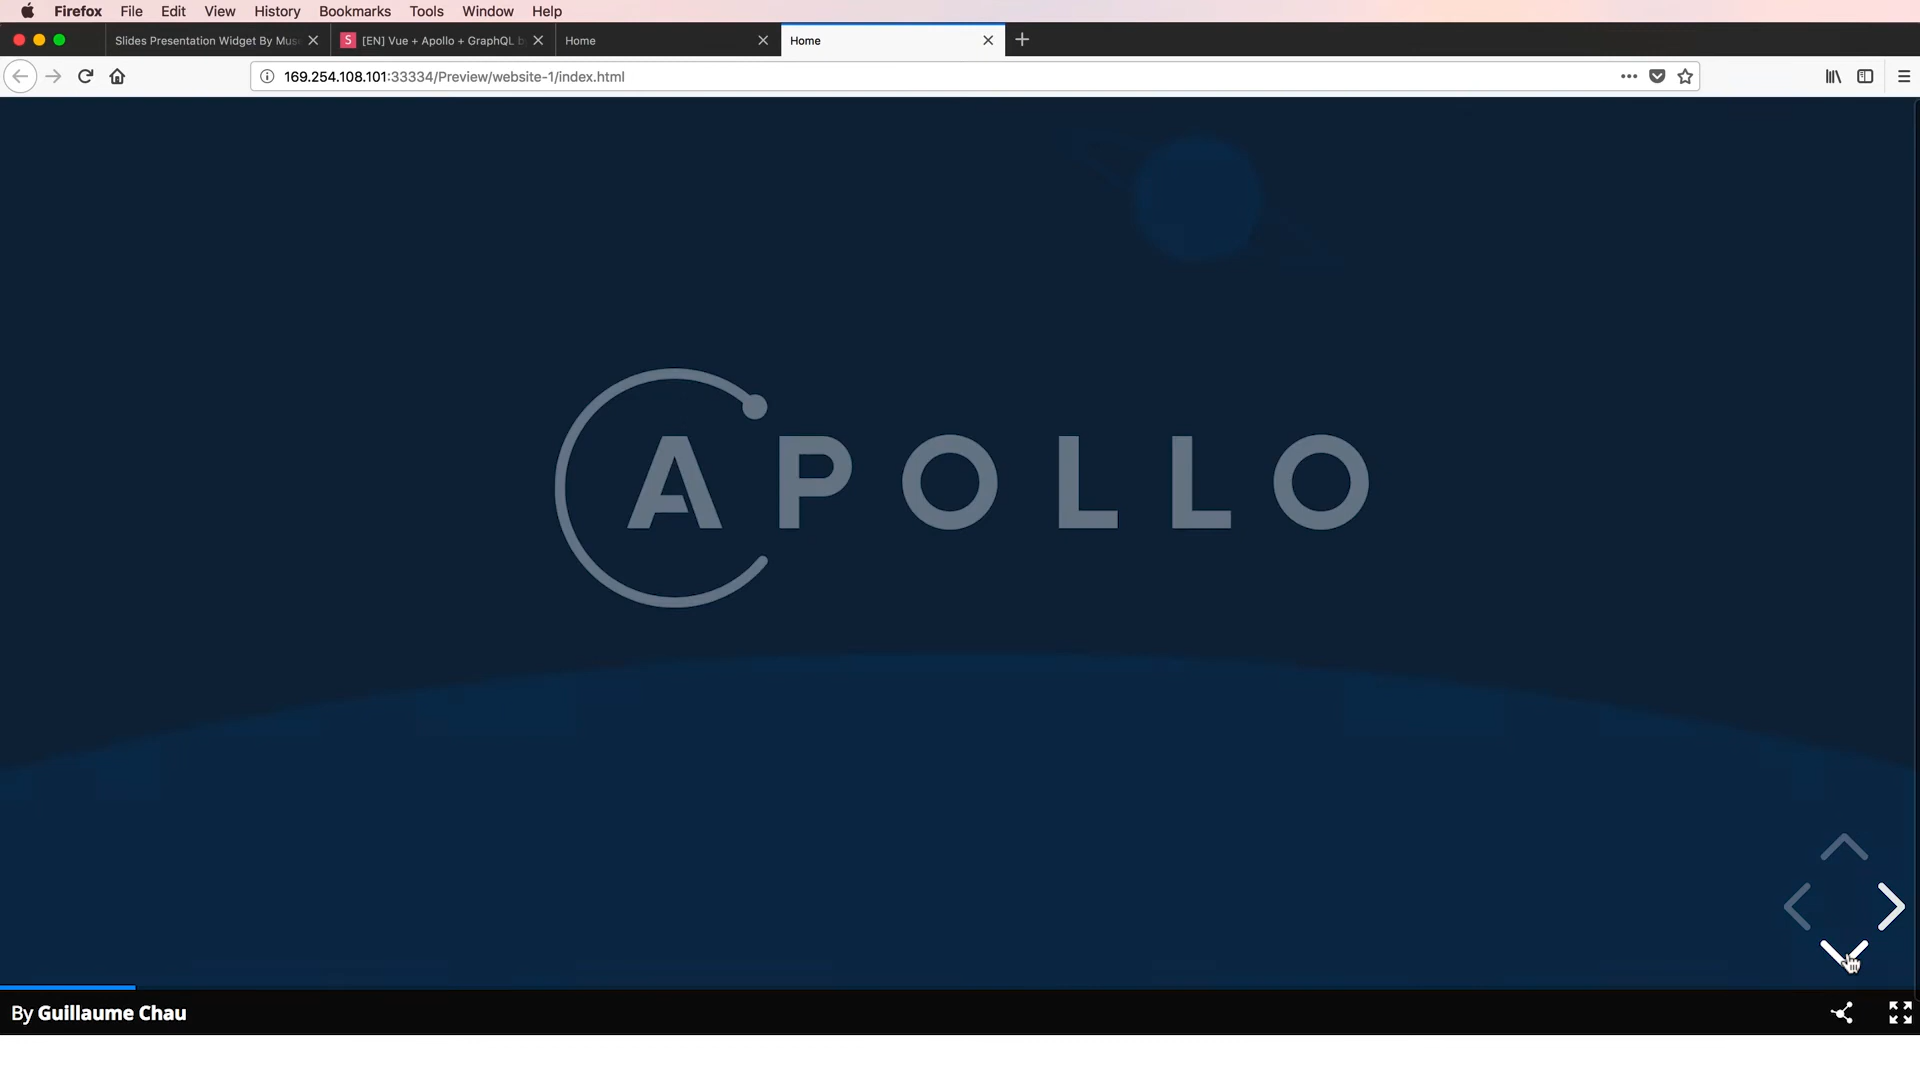 Firefox File Edit View History Bookmarks Tools Window Help
Slides Presentation Widget By Mus
S [EN] Vue + Apollo + GraphQL b
Home
Home
169.254.108.101:33334/Preview/website-1/index.html
APOLLO
By Guillaume Chau